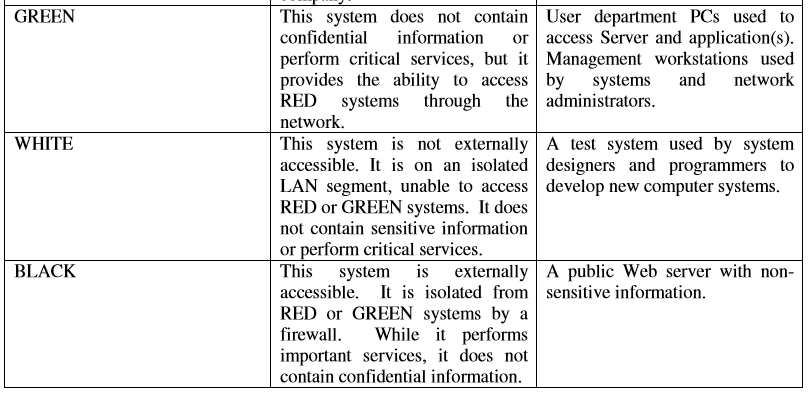 company.
GREEN
This system does not contain
confidential information or
perform critical services, but it
provides the ability to access
RED systems through the
network.
User department PCs used to
access Server and application(s).
Management workstations used
by systems and network
administrators.
WHITE
This system is not externally
accessible. It is on an isolated
LAN segment, unable to access
RED or GREEN systems. It does
not contain sensitive information
or perform critical services.
A test system used by system
designers and programmers to
develop new computer systems.
BLACK
This system is externally
accessible. It is isolated from
RED or GREEN systems by a
firewall. While it performs
important services, it does not
contain confidential information.
A public Web server with non-
sensitive information.